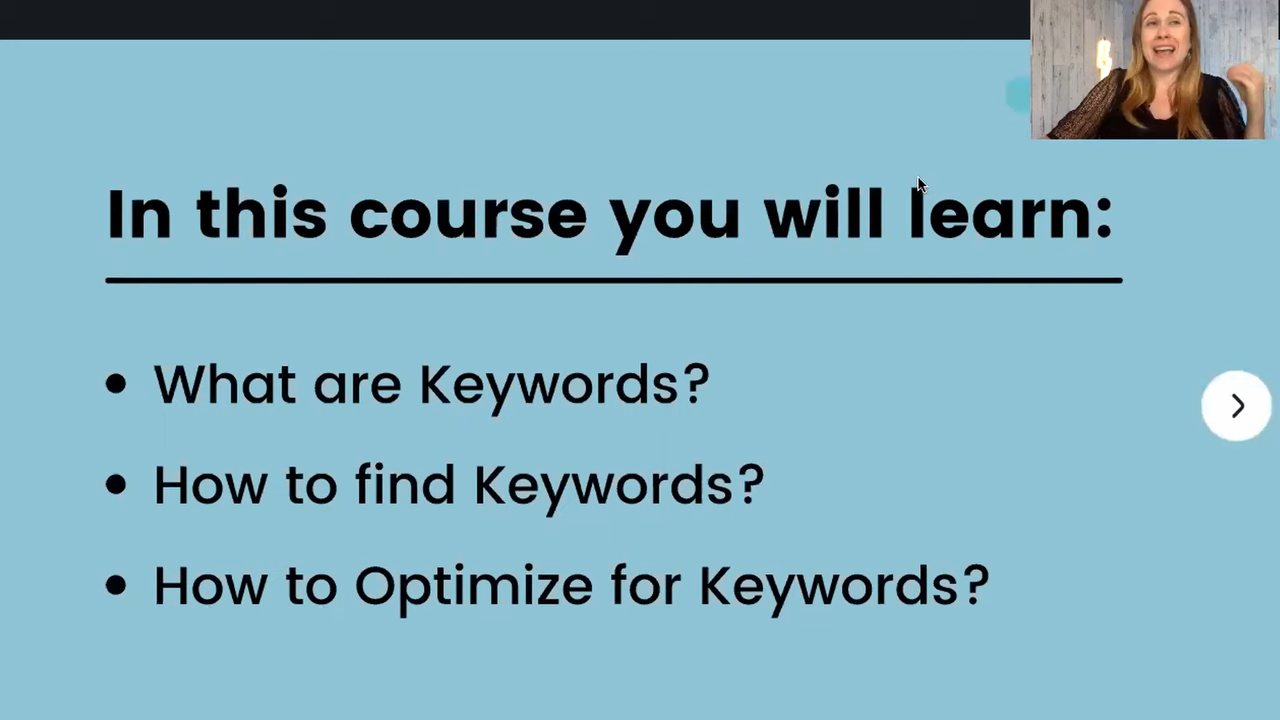 In this course you will learn:
What are Keywords?
How to find Keywords?
How to Optimize for Keywords?